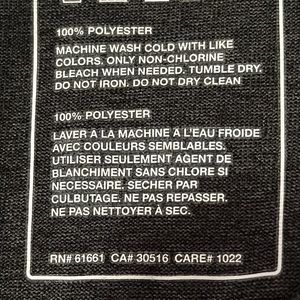 100% POLYESTER
MACHINE WASH COLD WITH LIKE
COLORS. ONLY NON-CHLORINE
BLEACH WHEN NEEDED. TUMBLE DRY.
DO NOT IRON. DO NOT DRY CLEAN
100% POLYESTER
LAVER A LA MACHINE A L'EAU FROIDE
AVEC COULEURS SEMBLABLES.
UTILISER SEULEMENT AGENT DE
BLANCHIMENT SANS CHLORE SI
NECESSAIRE. SECHER PAR
CULBUTAGE. NE PAS REPASSER.
NE PAS NETTOYER À SEC.
RN# 61661 CA# 30516 CARE# 1022